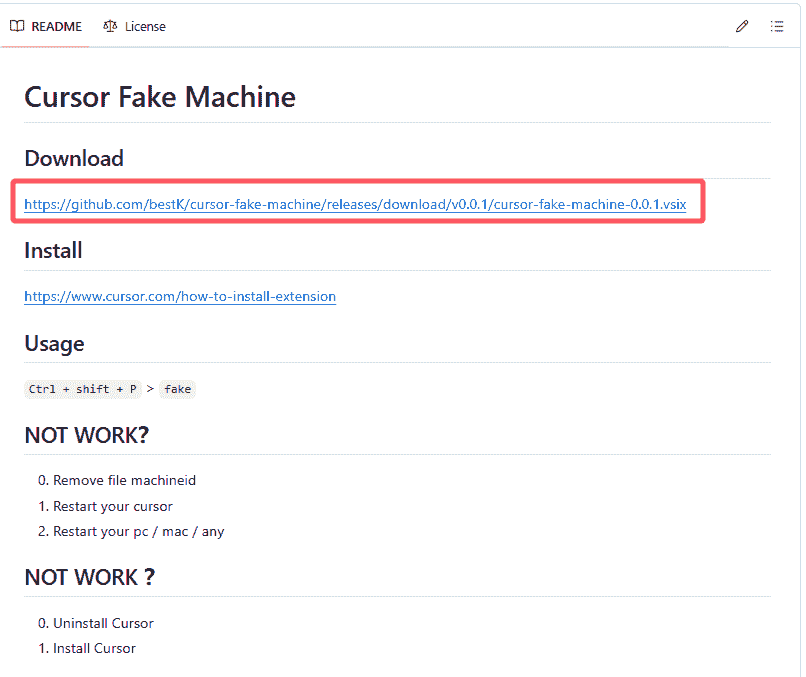 README License
Cursor Fake Machine
Download
https://github.com/bestK/cursor-fake-machine/releases/download/v0.0.1/cursor-fake-machine-0.0.1.vsix
Install
https://www.cursor.com/how-to-install-extension
Usage
Ctrl + shift + P > fake
NOT WORK?
0. Remove file machineid
1. Restart your cursor
2. Restart your pc / mac / any
NOT WORK ?
0. Uninstall Cursor
1. Install Cursor